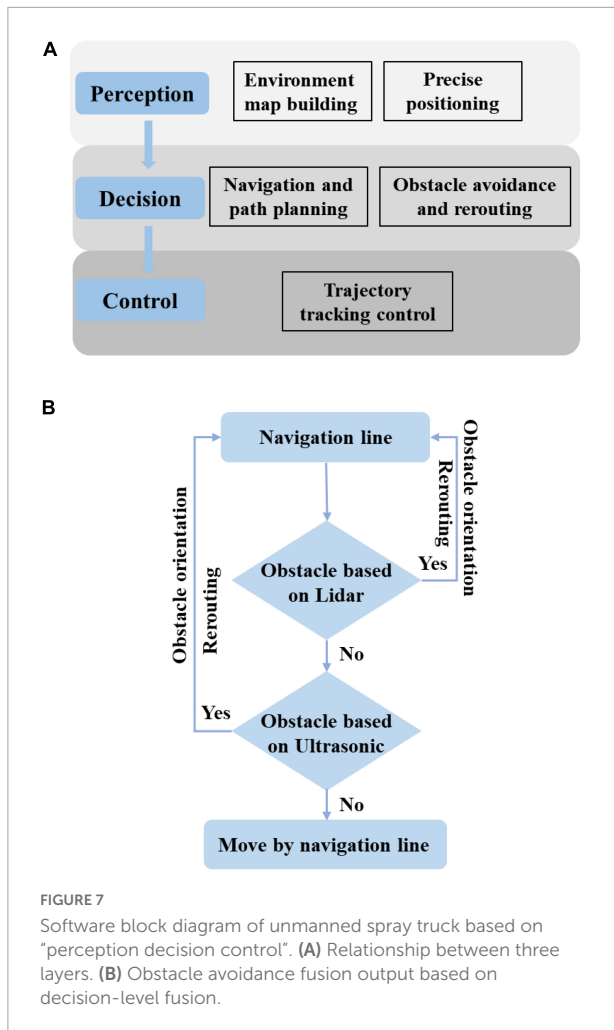 A
Perception
Environment
map building
Precise
positioning
Decision
Navigation and
path planning
Obstacle avoidance
and rerouting
Control
Trajectory
tracking control
B
Navigation line
Obstacle orientation
Rerouting
Obstacle orientation
Rerouting
Obstacle based
on Lidar
Yes
No
Yes
Obstacle based
on Ultrasonic
No
Move by navigation line
FIGURE 7
Software block diagram of unmanned spray truck based on
“perception decision control”. (A) Relationship between three
layers. (B) Obstacle avoidance fusion output based on
decision-level fusion.